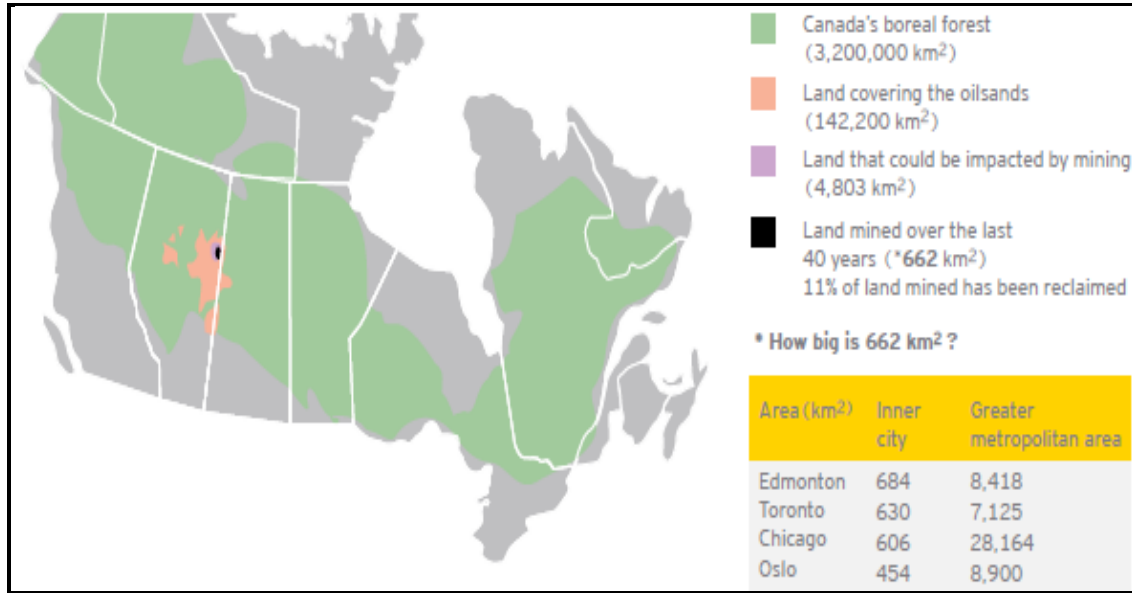 Canada's boreal forest
(3,200,000 km²)
Land covering the oilsands
(142,200 km²)
Land that could be impacted by mining
(4,803 km²)
Land mined over the last
40 years (*662 km²)
11% of land mined has been reclaimed
* How big is 662 km² ?
Area (km²) Inner city Greater metropolitan area
Edmonton 684 8,418
Toronto 630 7,125
Chicago 606 28,164
Oslo 454 8,900